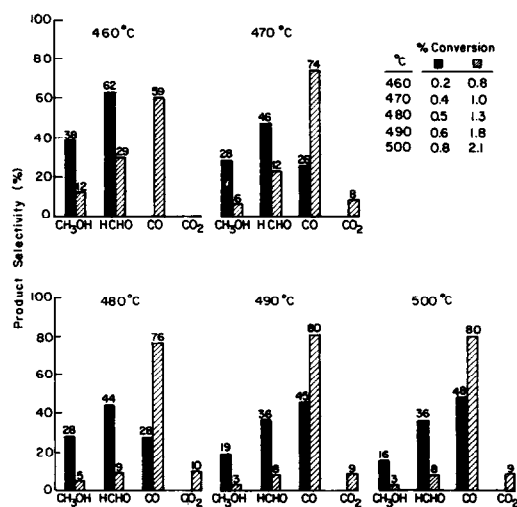 460 °C
470 °C
% Conversion
°C
460 0.2 0.8
470 0.4 1.0
480 0.5 1.3
490 0.6 1.8
500 0.8 2.1
Product Selectivity (%)
100
80
60
40
20
0
38
12
62
29
59
CH₃OH HCHO CO CO₂
28
6
46
12
26
74
8
CH₃OH HCHO CO CO₂
480 °C
490 °C
500 °C
100
80
40
20
0
28
5
44
9
28
76
10
CH₃OH HCHO CO CO₂
19
3
36
8
45
80
9
CH₃OH HCHO CO CO₂
16
3
36
8
48
80
9
CH₃OH HCHO CO CO₂